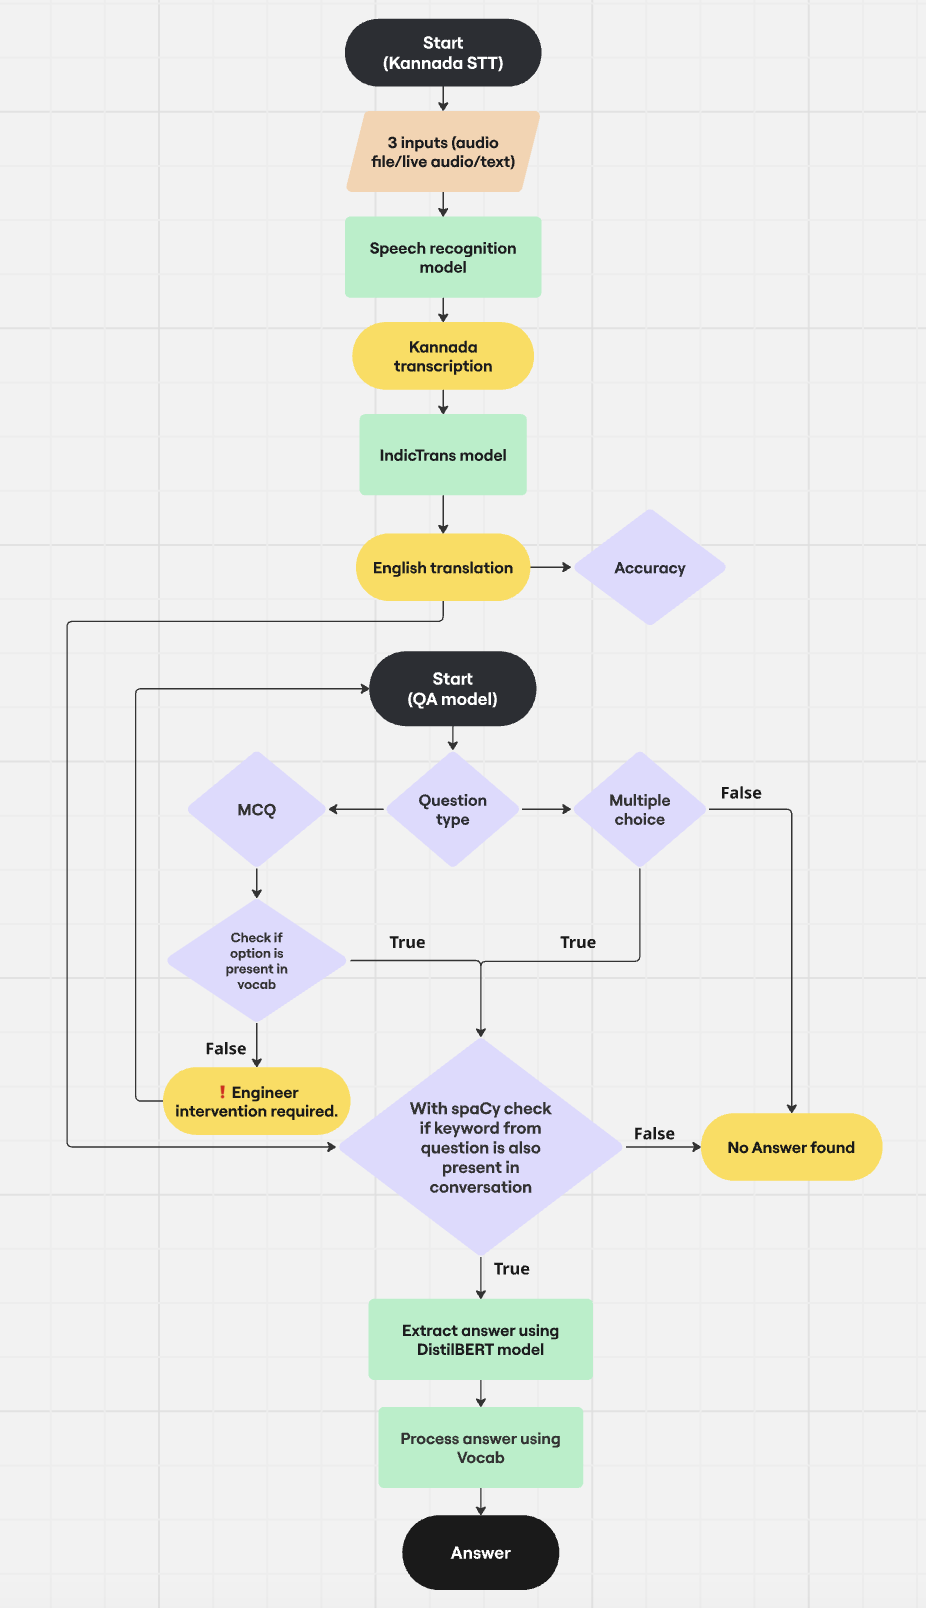 Start
(Kannada STT)
3 inputs (audio
file/live audio/text)
Speech recognition
model
Kannada
transcription
IndicTrans model
English translation
Accuracy
Start
(QA model)
MCQ
Question
type
Multiple
choice
False
Check if
option is
present in
vocab
True
True
False
❗ Engineer
intervention required.
With spaCy check
if keyword from
question is also
present in
conversation
False
No Answer found
True
Extract answer using
DistilBERT model
Process answer using
Vocab
Answer